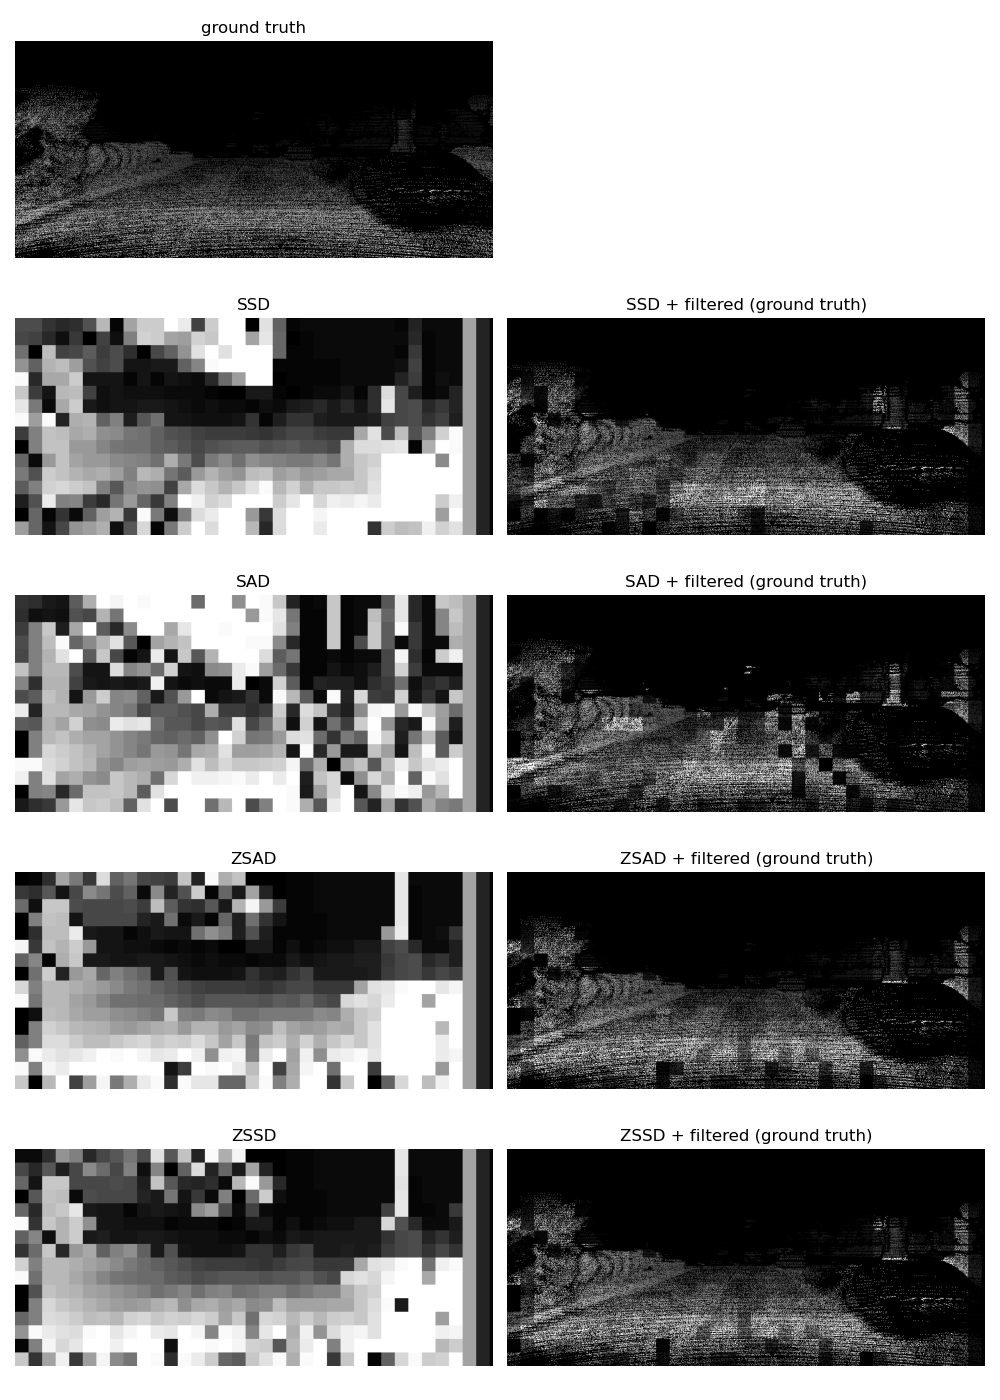 ground truth
SSD
SSD + filtered (ground truth)
SAD
SAD + filtered (ground truth)
ZSAD
ZSAD + filtered (ground truth)
ZSSD
ZSSD + filtered (ground truth)